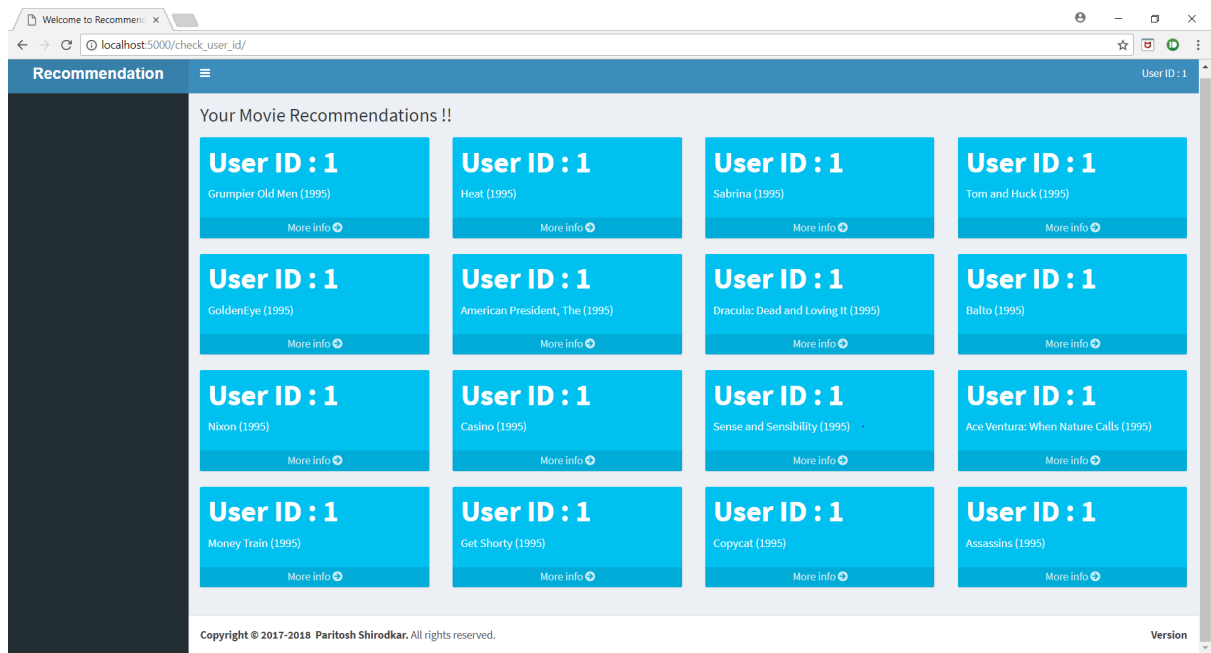 Welcome to Recommend
localhost:5000/check_user_id/
Recommendation
User ID : 1
Your Movie Recommendations !!
User ID : 1 User ID : 1 User ID : 1 User ID : 1
Grumpier Old Men (1995) Heat (1995) Sabrina (1995) Tom and Huck (1995)
More info More info More info More info
User ID : 1 User ID : 1 User ID : 1 User ID : 1
GoldenEye (1995) American President, The (1995) Dracula: Dead and Loving It (1995) Balto (1995)
More info More info More info More info
User ID : 1 User ID : 1 User ID : 1 User ID : 1
Nixon (1995) Casino (1995) Sense and Sensibility (1995) Ace Ventura: When Nature Calls (1995)
More info More info More info More info
User ID : 1 User ID : 1 User ID : 1 User ID : 1
Money Train (1995) Get Shorty (1995) Copycat (1995) Assassins (1995)
More info More info More info More info
Copyright © 2017-2018 Paritosh Shirodkar. All rights reserved.
Version